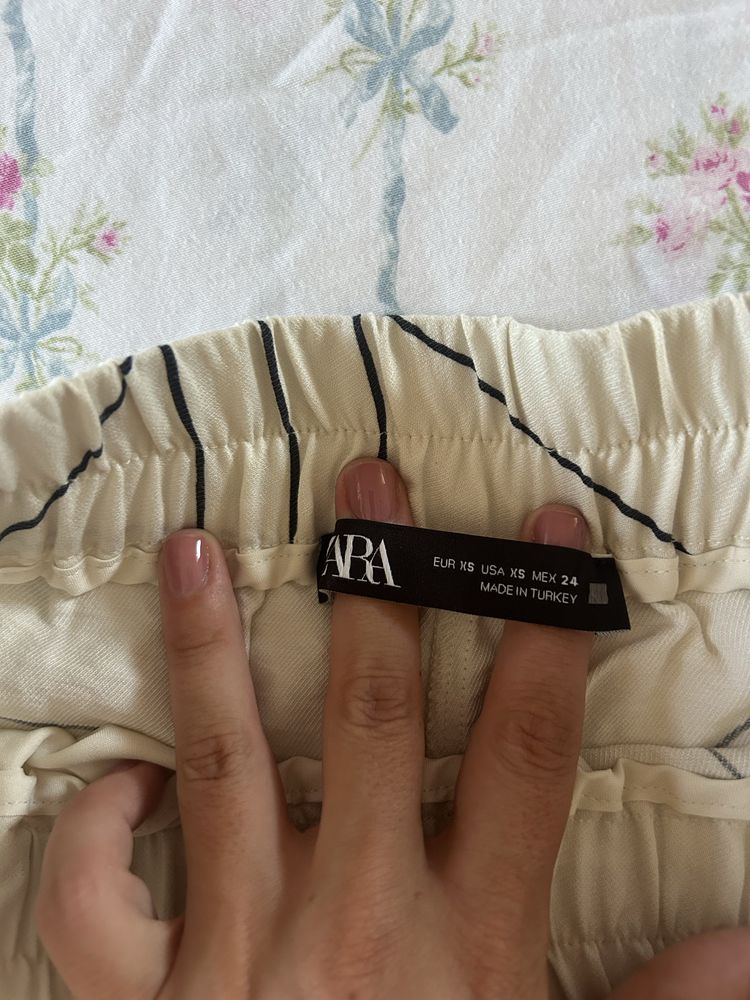 ZARA
EUR XS USA XS MEX 24
MADE IN TURKEY